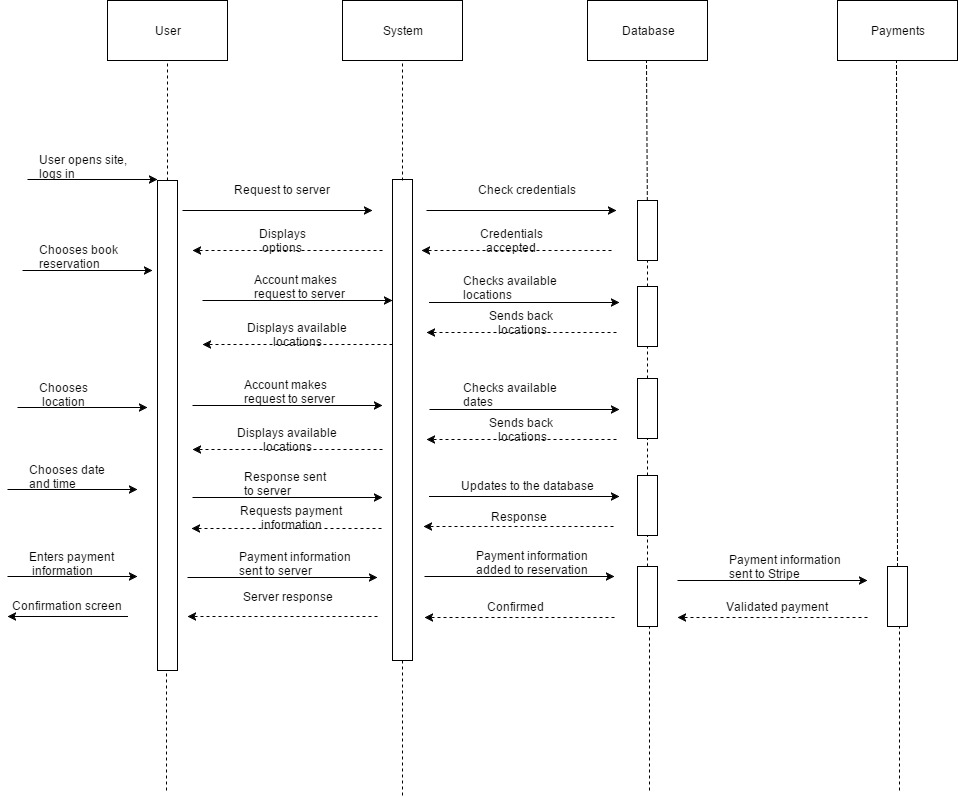 User
System
Database
Payments
User opens site,
logs in
Request to server
Check credentials
Displays
options
Credentials
accepted
Chooses book
reservation
Account makes
request to server
Checks available
locations
Sends back
locations
Displays available
locations
Chooses
location
Account makes
request to server
Checks available
dates
Sends back
locations
Displays available
locations
Chooses date
and time
Response sent
to server
Updates to the database
Requests payment
information
Response
Enters payment
information
Payment information
sent to server
Payment information
added to reservation
Payment information
sent to Stripe
Confirmation screen
Server response
Confirmed
Validated payment